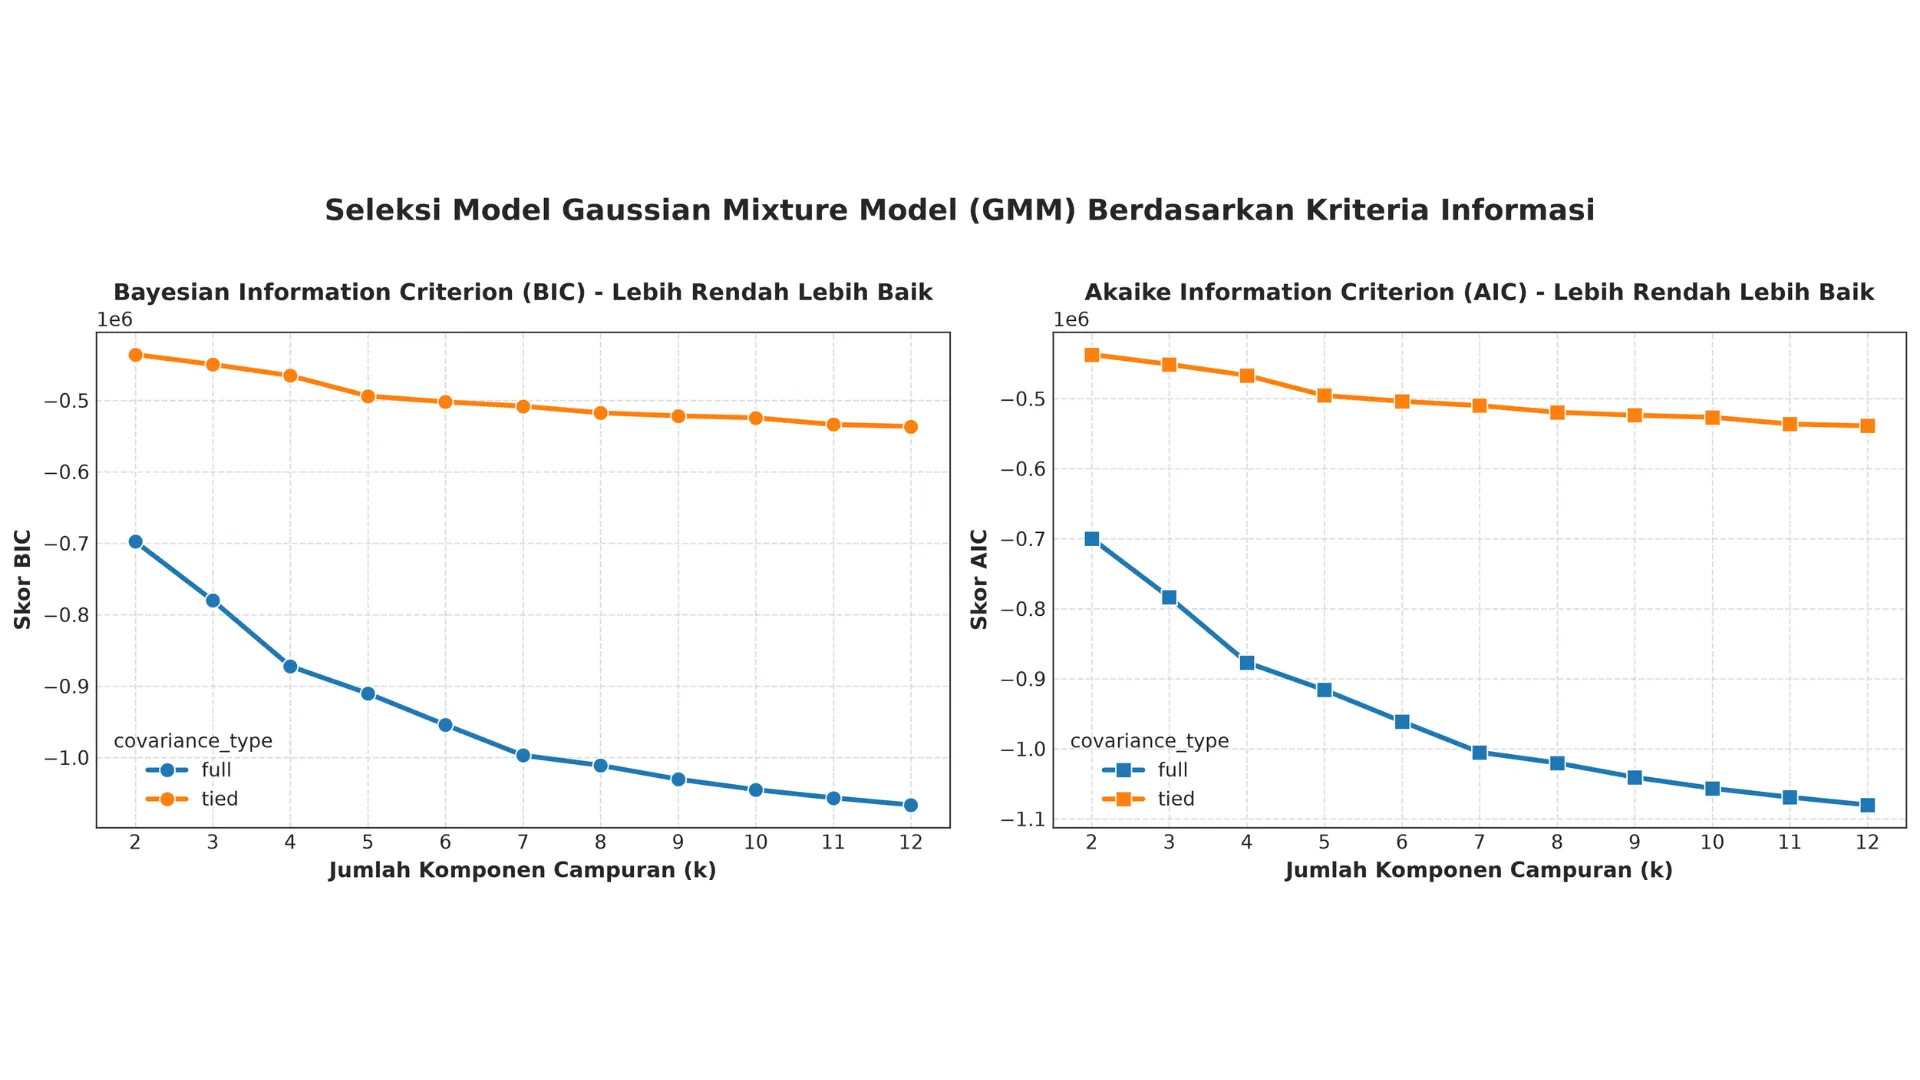 Seleksi Model Gaussian Mixture Model (GMM) Berdasarkan Kriteria Informasi
Bayesian Information Criterion (BIC) - Lebih Rendah Lebih Baik
1e6
−0.5
−0.6
−0.7
−0.8
−0.9
−1.0
Skor BIC
covariance_type
full
tied
2 3 4 5 6 7 8 9 10 11 12
Jumlah Komponen Campuran (k)
Akaike Information Criterion (AIC) - Lebih Rendah Lebih Baik
1e6
−0.5
−0.6
−0.7
−0.8
−0.9
−1.0
−1.1
Skor AIC
covariance_type
full
tied
2 3 4 5 6 7 8 9 10 11 12
Jumlah Komponen Campuran (k)